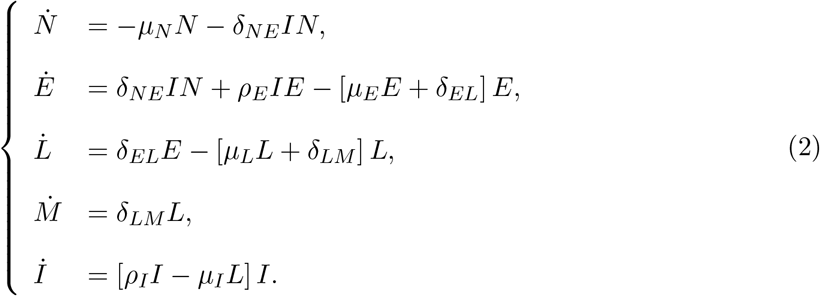 Ṅ = −μ_N N − δ_{NE} I N,
Ė = δ_{NE} I N + ρ_E I E − [μ_E E + δ_{EL}] E,
L̇ = δ_{EL} E − [μ_L L + δ_{LM}] L, (2)
Ṁ = δ_{LM} L,
İ = [ρ_I I − μ_I L] I.